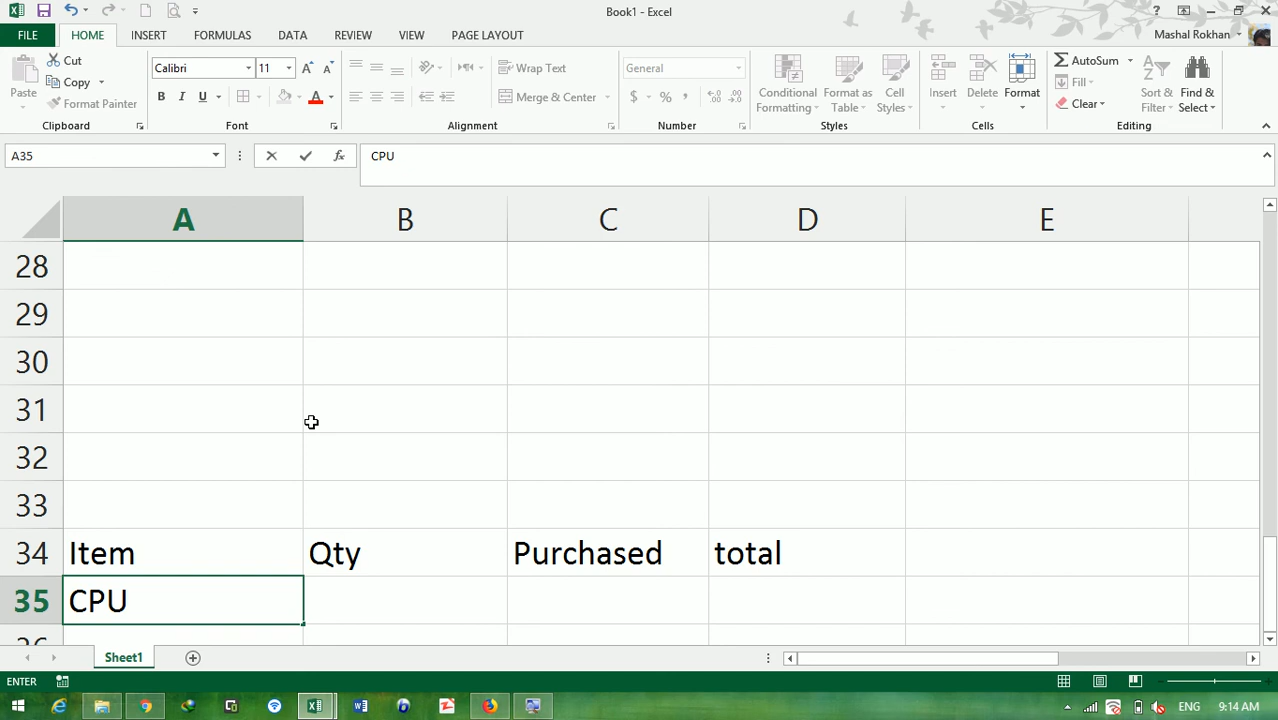 Book1 - Excel
?
FILE HOME INSERT FORMULAS DATA REVIEW VIEW PAGE LAYOUT Mashal Rokhan
Paste
Cut
Copy
Format Painter
Clipboard
Calibri 11
B I U
Font
Wrap Text
Merge & Center
Alignment
General
$ % ,
Number
Conditional Formatting
Format as Table
Cell Styles
Styles
Insert Delete Format
Cells
AutoSum
Fill
Clear
Sort & Filter
Find & Select
Editing
A35 fx CPU
A B C D E
28
29
30
31
32
33
34 Item Qty Purchased total
35 CPU
36
Sheet1
ENTER
ENG 9:14 AM